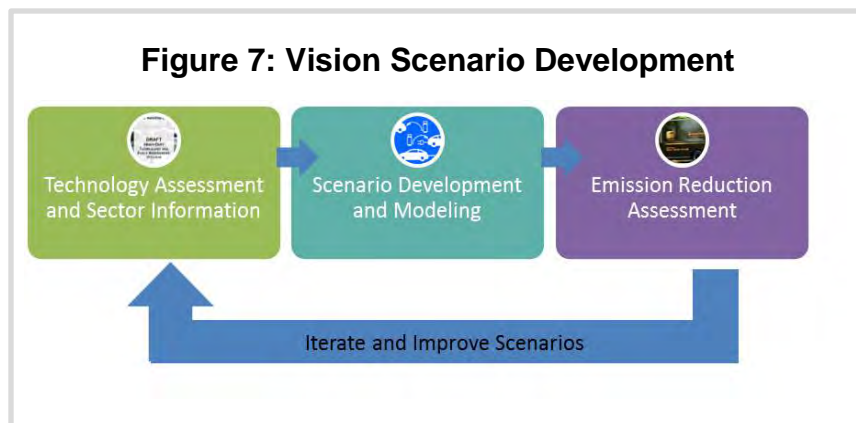 Figure 7: Vision Scenario Development
DRAFT
Technology Assessment
and Sector Information
Scenario Development
and Modeling
Emission Reduction
Assessment
Iterate and Improve Scenarios